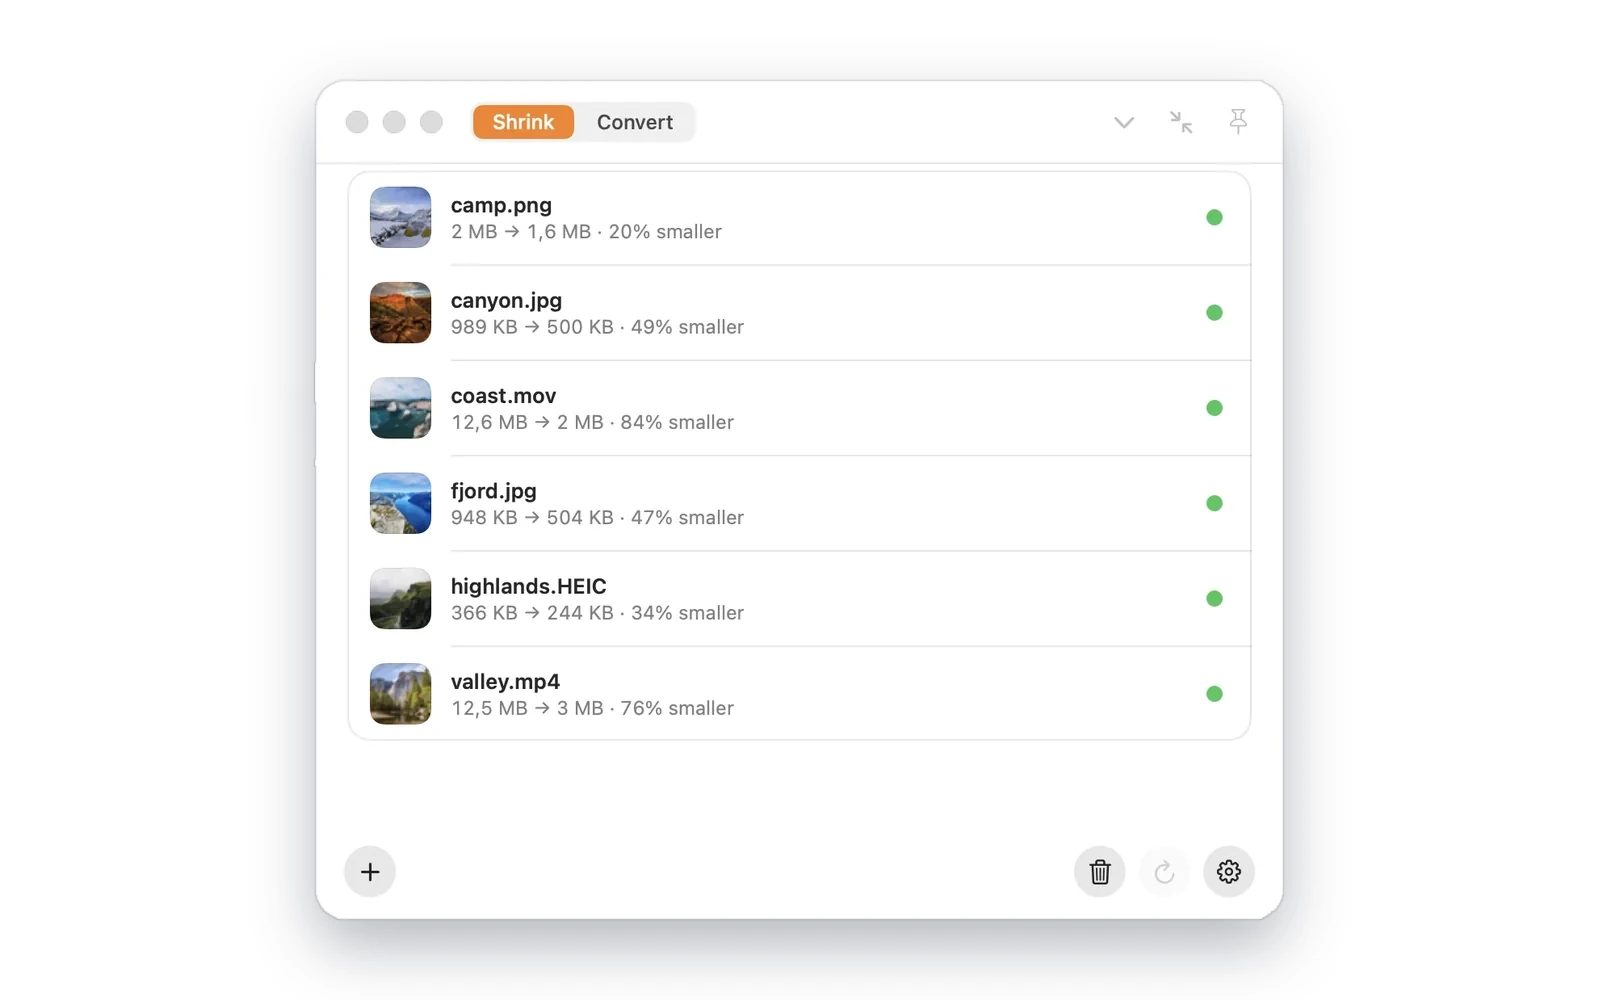 Shrink Convert
camp.png
2 MB → 1,6 MB · 20% smaller
canyon.jpg
989 KB → 500 KB · 49% smaller
coast.mov
12,6 MB → 2 MB · 84% smaller
fjord.jpg
948 KB → 504 KB · 47% smaller
highlands.HEIC
366 KB → 244 KB · 34% smaller
valley.mp4
12,5 MB → 3 MB · 76% smaller